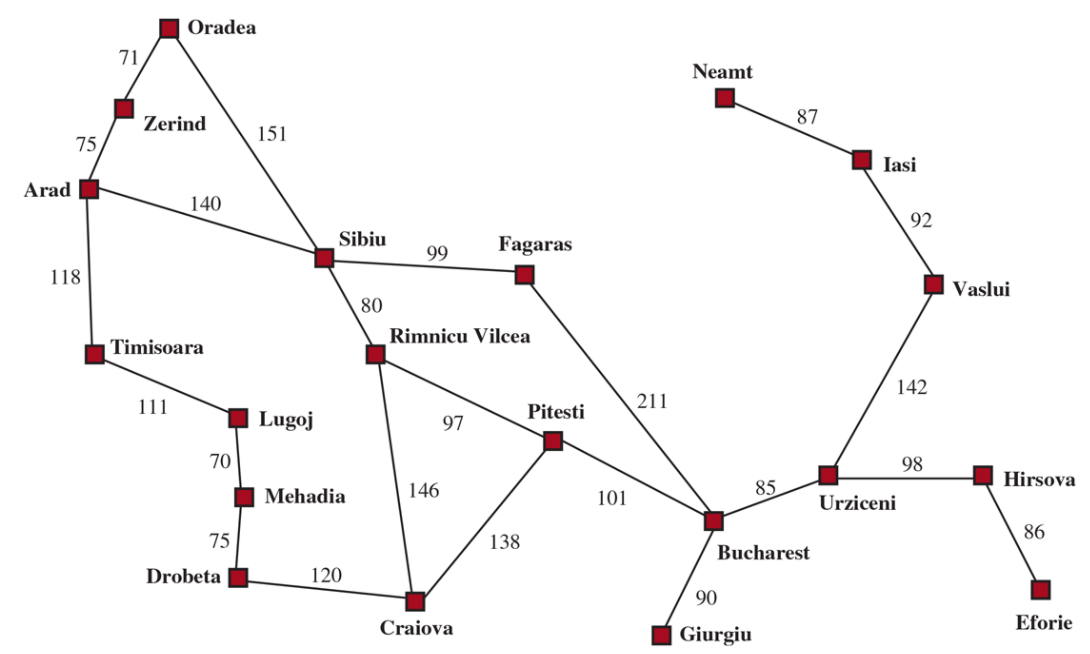 Oradea
71
Neamt
87
Zerind
151
75
Iasi
Arad
140
92
Sibiu
99
Fagaras
118
80
Vaslui
Rimnicu Vilcea
Timisoara
142
111
211
Lugoj
97
Pitesti
70
98
Hirsova
146
85
Mehadia
101
Urziceni
75
138
86
Bucharest
Drobeta
120
90
Craiova
Giurgiu
Eforie